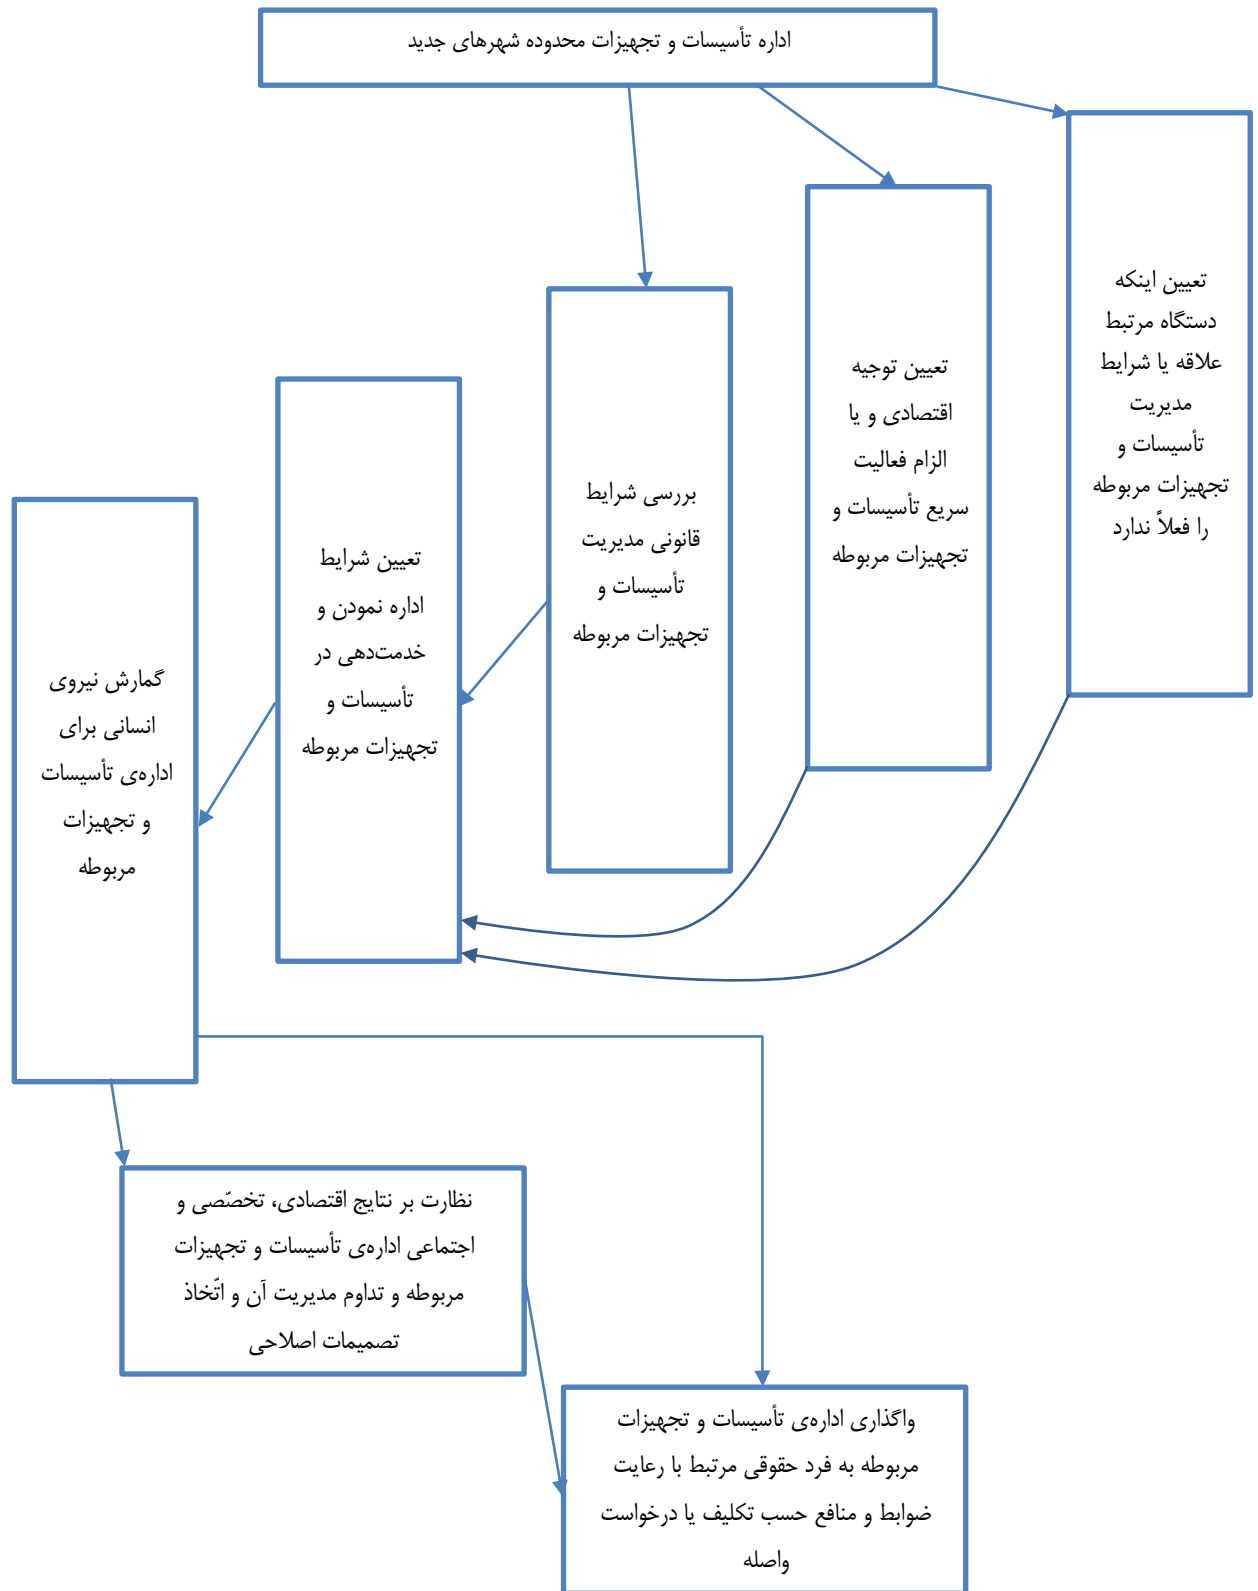 اداره تأسیسات و تجهیزات محدوده شهرهای جدید
تعیین اینکه
دستگاه مرتبط
علاقه یا شرایط
مدیریت
تأسیسات و
تجهیزات مربوطه
را فعلاً ندارد
تعیین توجیه
اقتصادی و یا
الزام فعالیت
سریع تأسیسات و
تجهیزات مربوطه
بررسی شرایط
قانونی مدیریت
تأسیسات و
تجهیزات مربوطه
تعیین شرایط
اداره نمودن و
خدمت‌دهی در
تأسیسات و
تجهیزات مربوطه
گمارش نیروی
انسانی برای
اداره‌ی تأسیسات
و تجهیزات
مربوطه
نظارت بر نتایج اقتصادی، تخصّصی و
اجتماعی اداره‌ی تأسیسات و تجهیزات
مربوطه و تداوم مدیریت آن و اتّخاذ
تصمیمات اصلاحی
واگذاری اداره‌ی تأسیسات و تجهیزات
مربوطه به فرد حقوقی مرتبط با رعایت
ضوابط و منافع حسب تکلیف یا درخواست
واصله